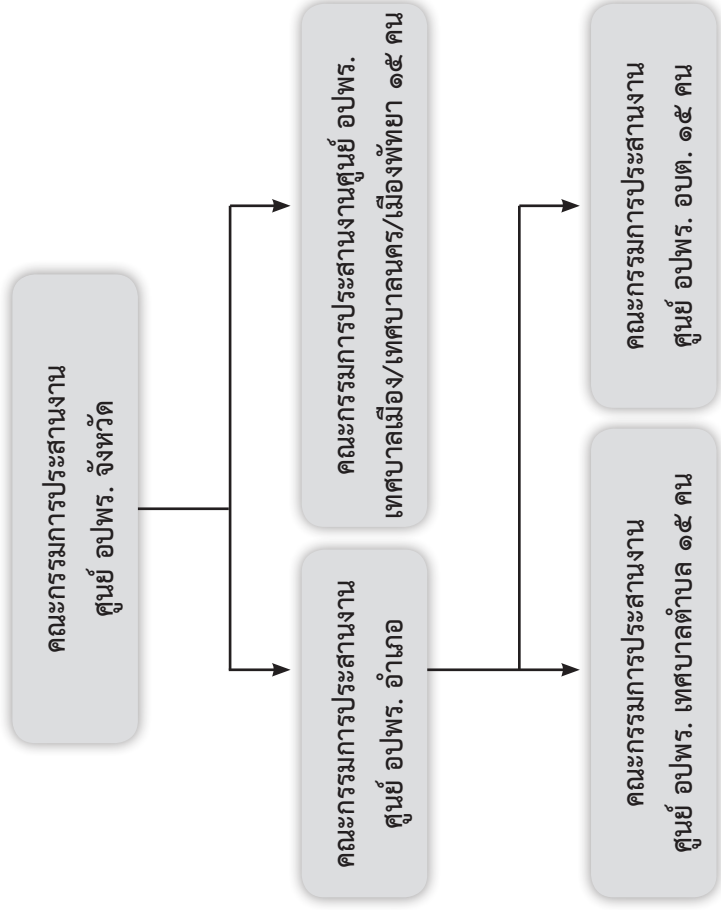 คณะกรรมการประสานงาน
ศูนย์ อปพร. จังหวัด
คณะกรรมการประสานงาน
ศูนย์ อปพร. อำเภอ
คณะกรรมการประสานงานศูนย์ อปพร.
เทศบาลเมือง/เทศบาลนคร/เมืองพัทยา ๑๕ คน
คณะกรรมการประสานงาน
ศูนย์ อปพร. เทศบาลตำบล ๑๕ คน
คณะกรรมการประสานงาน
ศูนย์ อปพร. อบต. ๑๕ คน